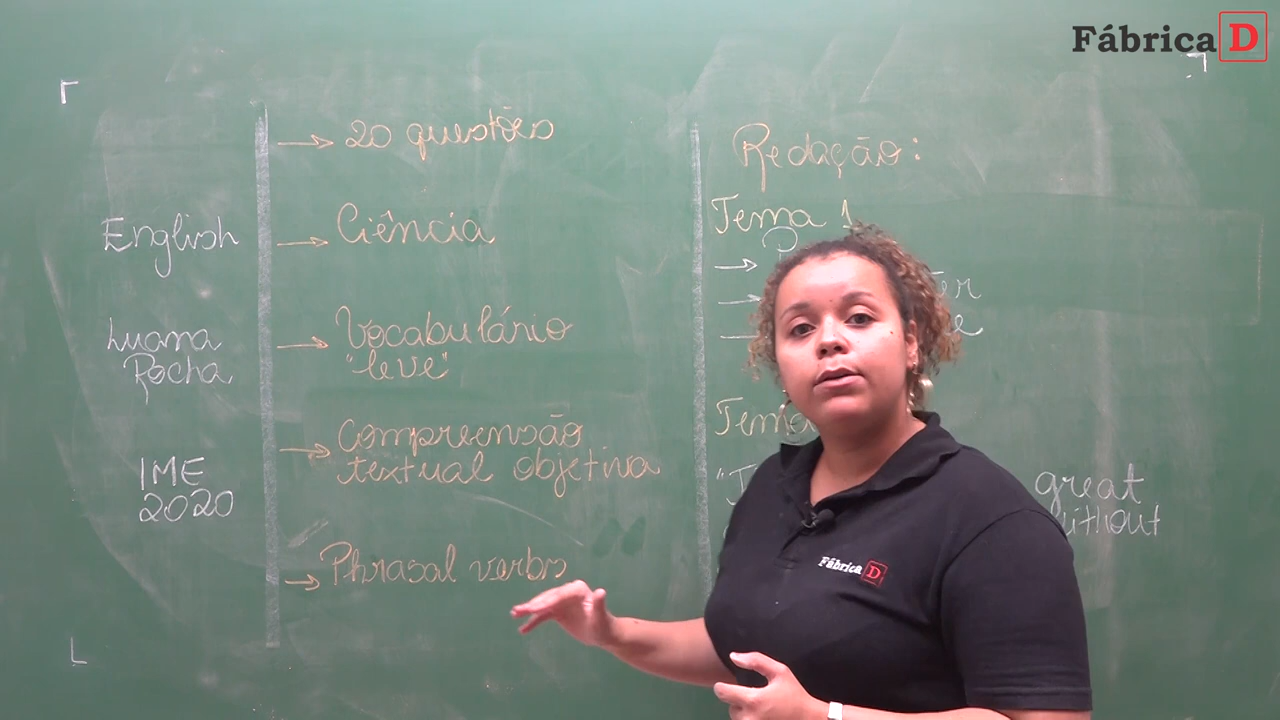 Fábrica D
English
Luana
Rocha
IME
2020
20 questões
Ciência
Vocabulário
"leve"
Compreensão
textual objetiva
Phrasal verbs
Redação:
Tema 1
Tema
great
without
Fábrica D